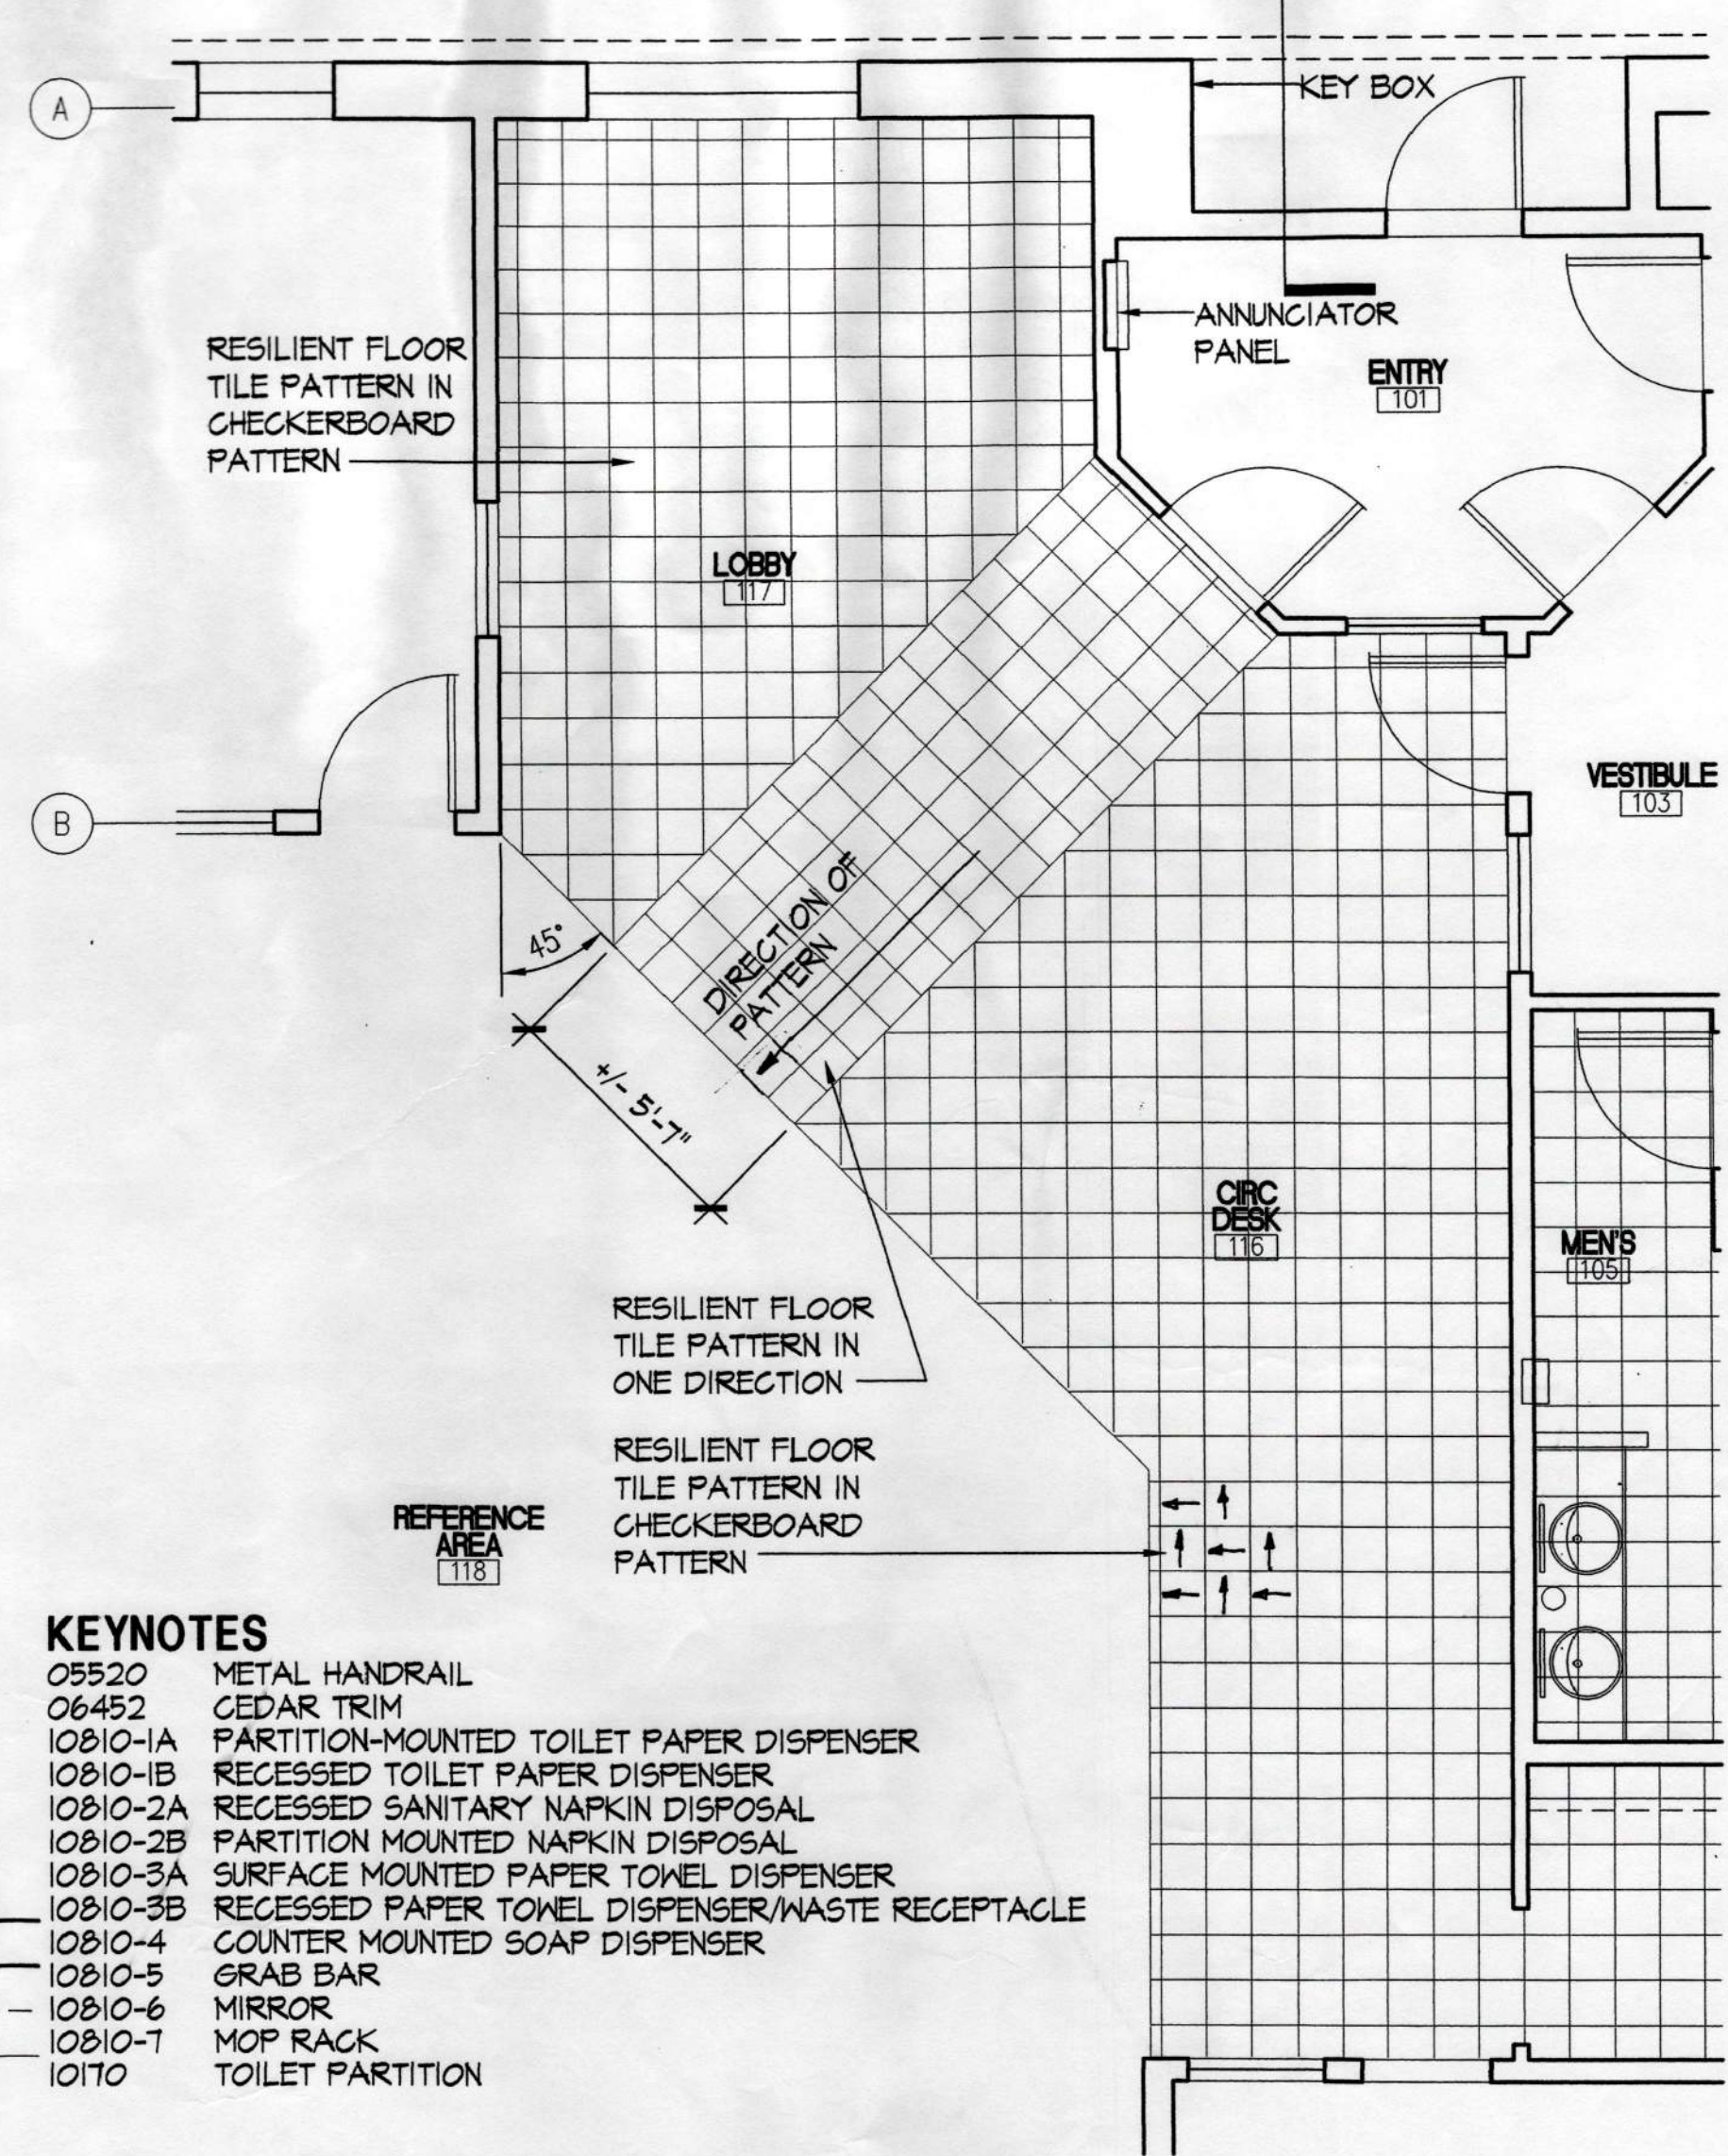 KEY BOX
A
ANNUNCIATOR
PANEL
ENTRY
101
RESILIENT FLOOR
TILE PATTERN IN
CHECKERBOARD
PATTERN
LOBBY
117
VESTIBULE
103
B
DIRECTION OF
PATTERN
45°
+/- 5'-7"
CIRC
DESK
116
MEN'S
105
RESILIENT FLOOR
TILE PATTERN IN
ONE DIRECTION
RESILIENT FLOOR
TILE PATTERN IN
CHECKERBOARD
PATTERN
REFERENCE
AREA
118
KEYNOTES
05520 METAL HANDRAIL
06452 CEDAR TRIM
10810-1A PARTITION-MOUNTED TOILET PAPER DISPENSER
10810-1B RECESSED TOILET PAPER DISPENSER
10810-2A RECESSED SANITARY NAPKIN DISPOSAL
10810-2B PARTITION MOUNTED NAPKIN DISPOSAL
10810-3A SURFACE MOUNTED PAPER TOWEL DISPENSER
10810-3B RECESSED PAPER TOWEL DISPENSER/WASTE RECEPTACLE
10810-4 COUNTER MOUNTED SOAP DISPENSER
10810-5 GRAB BAR
10810-6 MIRROR
10810-7 MOP RACK
10170 TOILET PARTITION